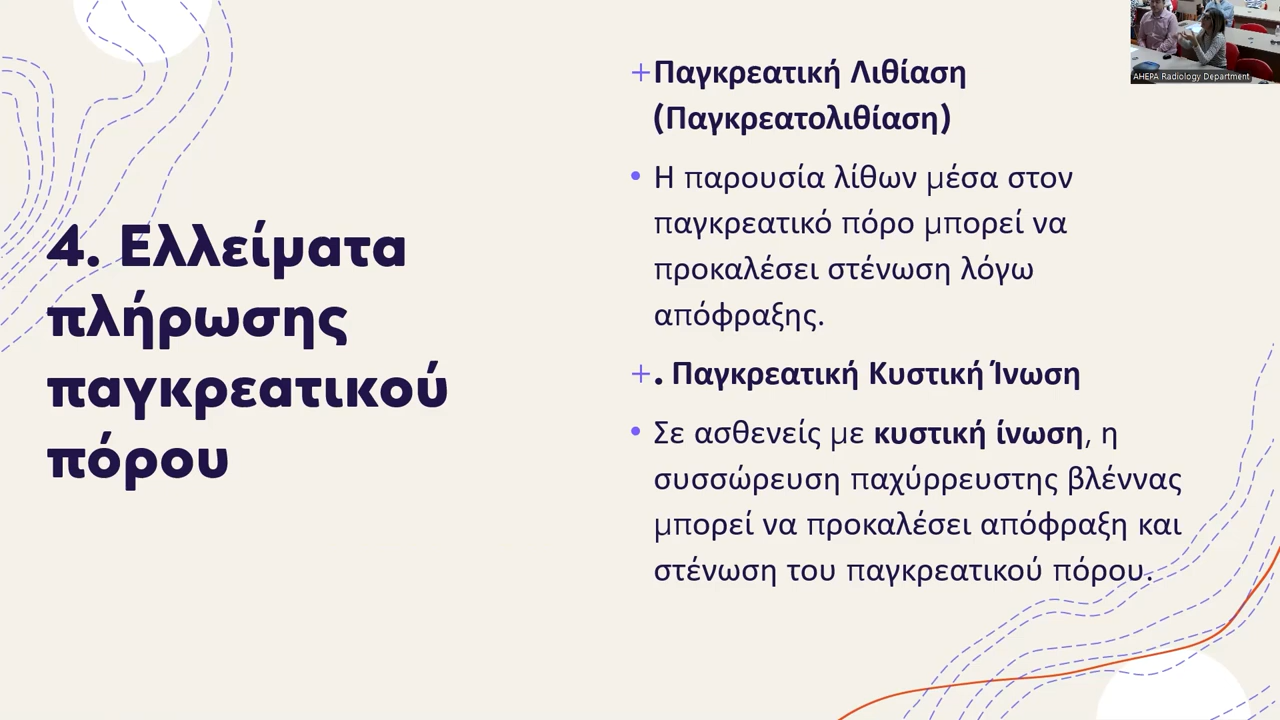 4. Ελλείματα
πλήρωσης
παγκρεατικού
πόρου
+Παγκρεατική Λιθίαση
(Παγκρεατολιθίαση)
• Η παρουσία λίθων μέσα στον
παγκρεατικό πόρο μπορεί να
προκαλέσει στένωση λόγω
απόφραξης.
+. Παγκρεατική Κυστική Ίνωση
• Σε ασθενείς με κυστική ίνωση, η
συσσώρευση παχύρρευστης βλέννας
μπορεί να προκαλέσει απόφραξη και
στένωση του παγκρεατικού πόρου.
AHEPA Radiology Department